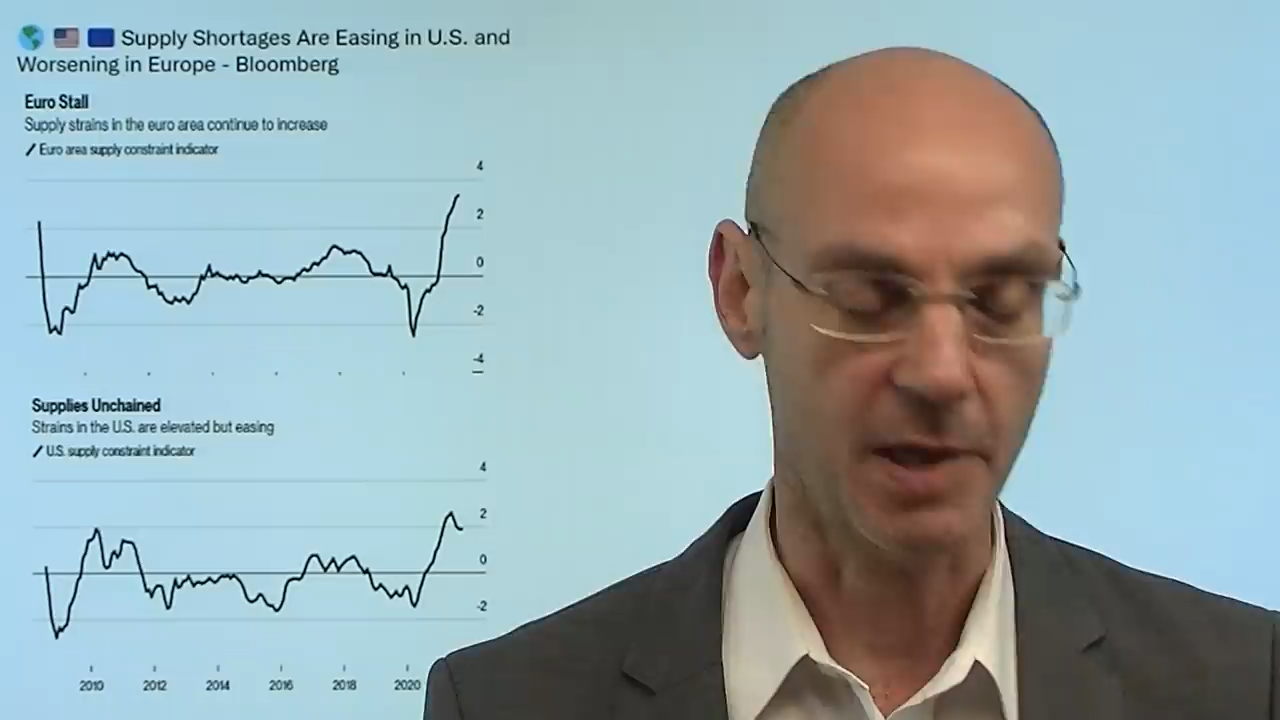 Supply Shortages Are Easing in U.S. and
Worsening in Europe - Bloomberg
Euro Stall
Supply strains in the euro area continue to increase
Euro area supply constraint indicator
4
2
0
-2
-4
Supplies Unchained
Strains in the U.S. are elevated but easing
U.S. supply constraint indicator
4
2
0
-2
2010 2012 2014 2016 2018 2020